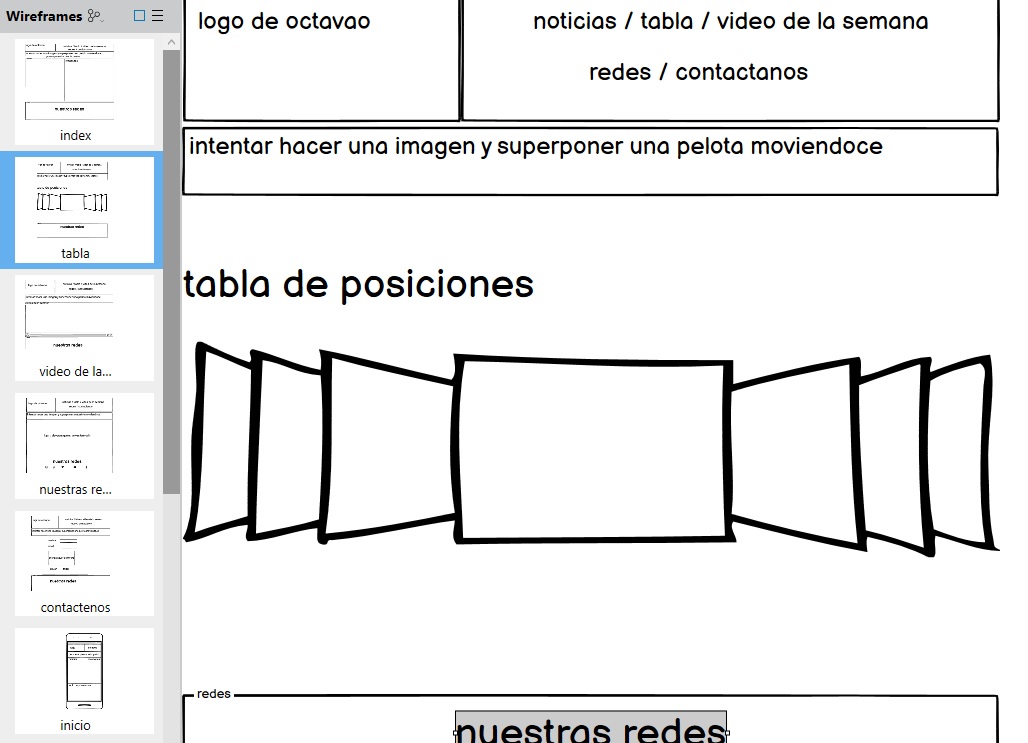 Wireframes
index
tabla
video de la...
nuestras re...
contactenos
inicio
logo de octavao
noticias / tabla / video de la semana
redes / contactanos
intentar hacer una imagen y superponer una pelota moviendoce
tabla de posiciones
redes
nuestras redes